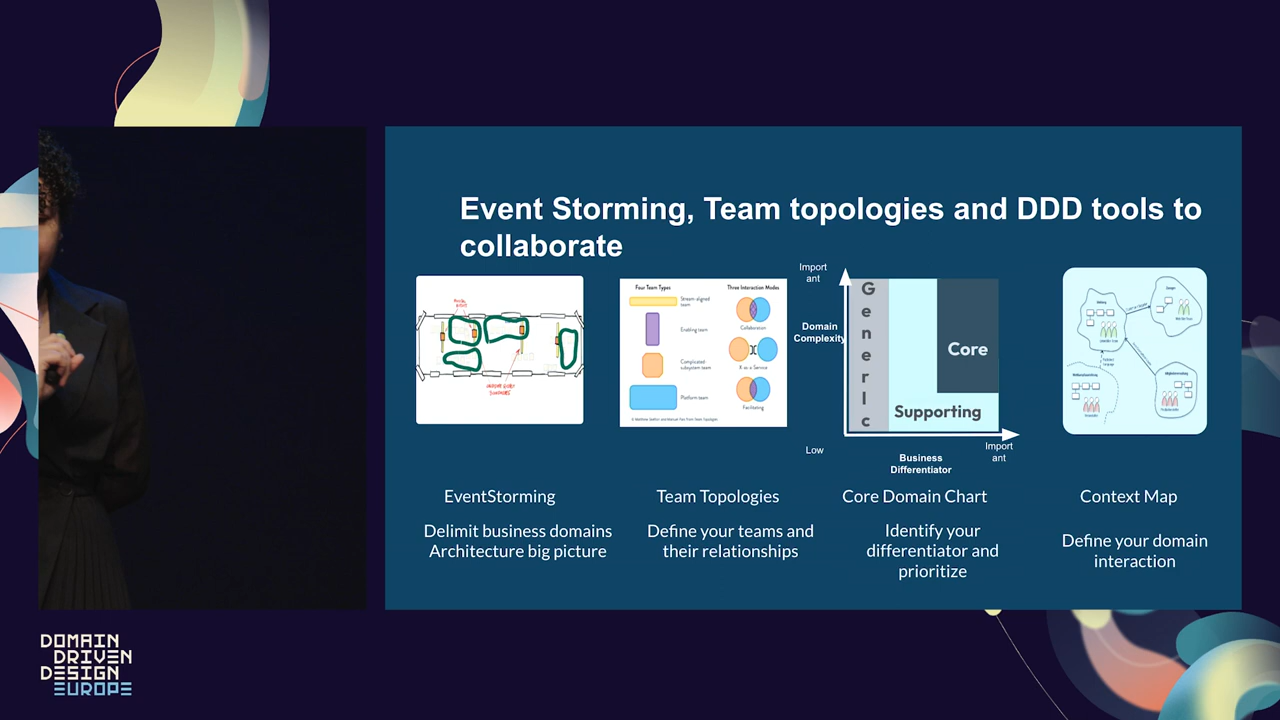 Event Storming, Team topologies and DDD tools to
collaborate
Four Team Types
Stream-aligned
team
Enabling team
Complicated
subsystem team
Platform team
Three Interaction Modes
Collaboration
X-as-a-Service
Facilitating
Import
ant
Domain
Complexity
G
e
n
e
r
I
c
Core
Supporting
Low
Import
ant
Business
Differentiator
EventStorming
Delimit business domains
Architecture big picture
Team Topologies
Define your teams and
their relationships
Core Domain Chart
Identify your
differentiator and
prioritize
Context Map
Define your domain
interaction
DOMAIN
DRIVEN
DESIGN
EUROPE